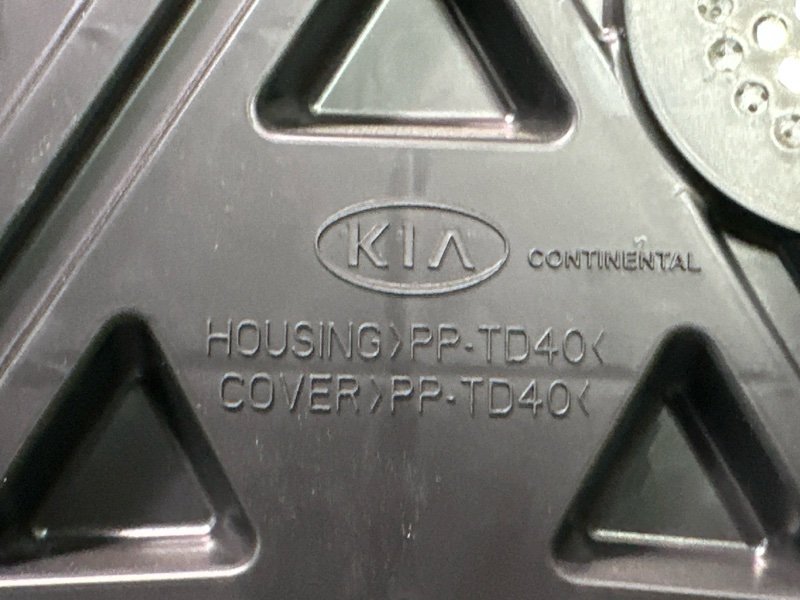 KIA CONTINENTAL
HOUSING>PP-TD40<
COVER>PP-TD40<